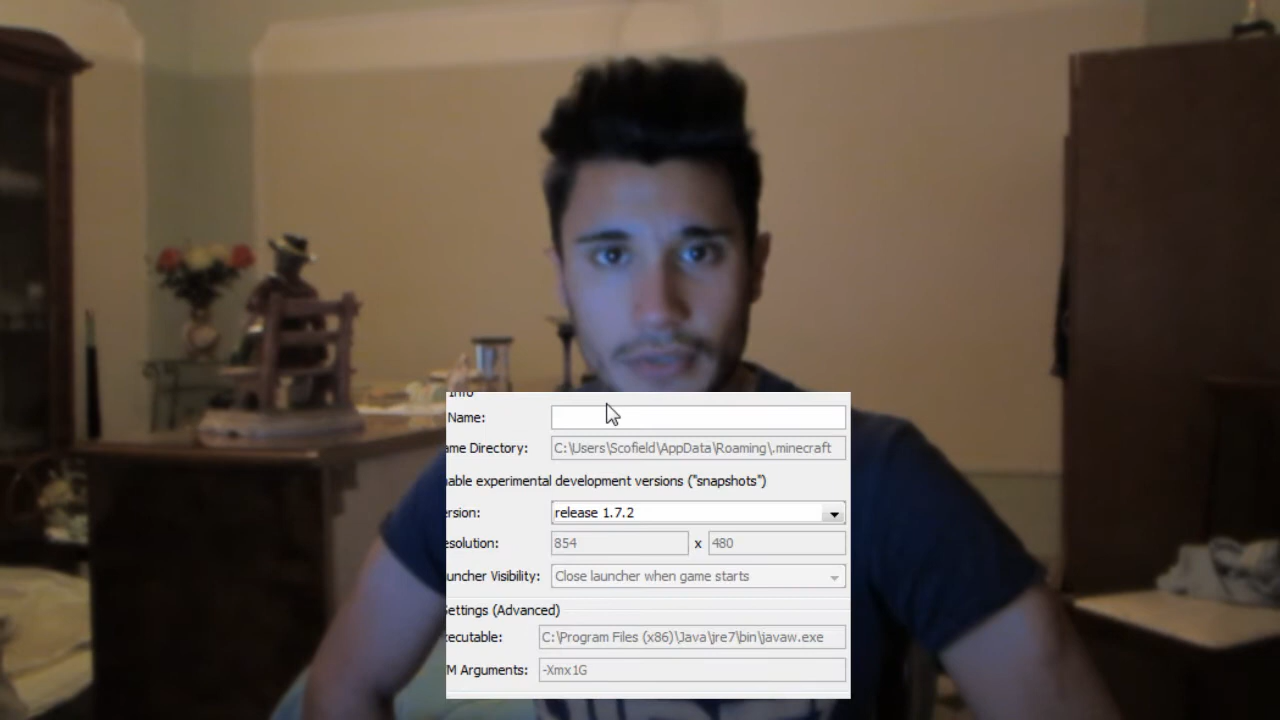 Info
Name:
ame Directory: C:\Users\Scofield\AppData\Roaming\.minecraft
able experimental development versions ("snapshots")
ersion: release 1.7.2
esolution: 854 x 480
uncher Visibility: Close launcher when game starts
Settings (Advanced)
ecutable: C:\Program Files (x86)\Java\jre7\bin\javaw.exe
M Arguments: -Xmx1G